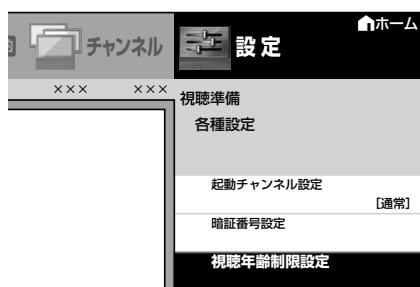 ホーム
チャンネル
設定
××× ×××
視聴準備
各種設定
起動チャンネル設定
[通常]
暗証番号設定
視聴年齢制限設定